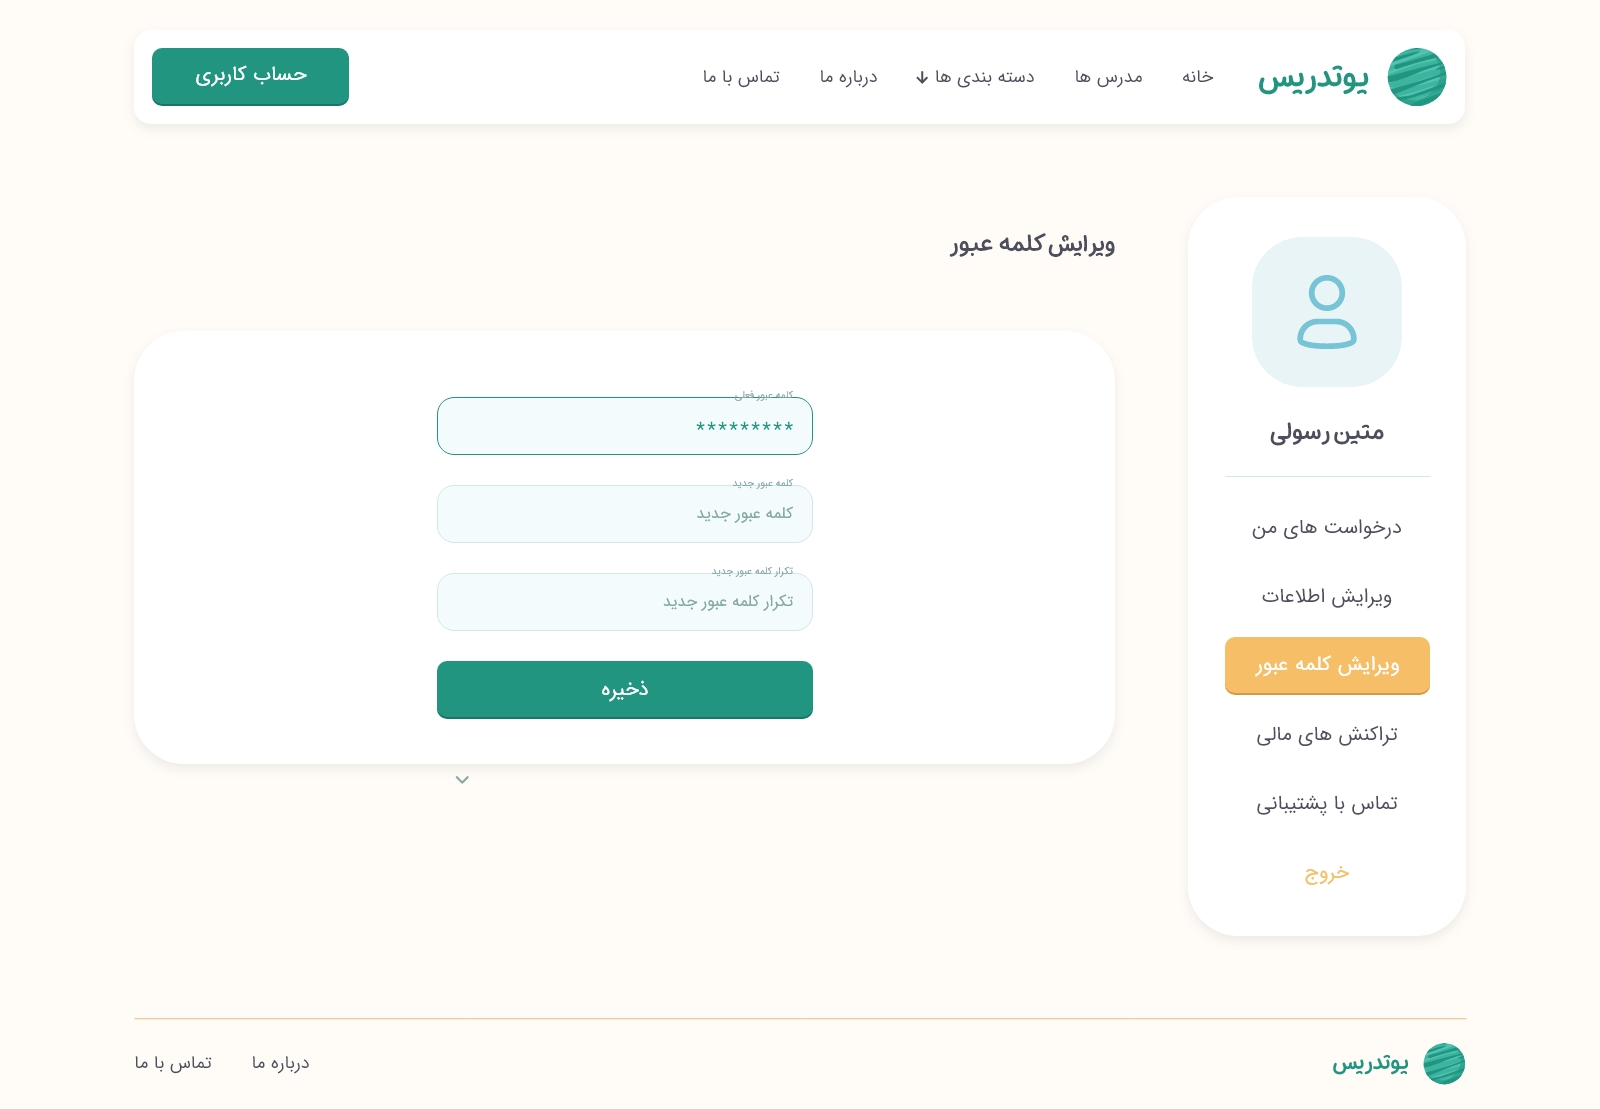 یوتدریس
خانه
مدرس ها
دسته بندی ها
درباره ما
تماس با ما
حساب کاربری
متین رسولی
درخواست های من
ویرایش اطلاعات
ویرایش کلمه عبور
تراکنش های مالی
تماس با پشتیبانی
خروج
ویرایش کلمه عبور
کلمه عبور فعلی
*********
کلمه عبور جدید
کلمه عبور جدید
تکرار کلمه عبور جدید
تکرار کلمه عبور جدید
ذخیره
یوتدریس
درباره ما
تماس با ما